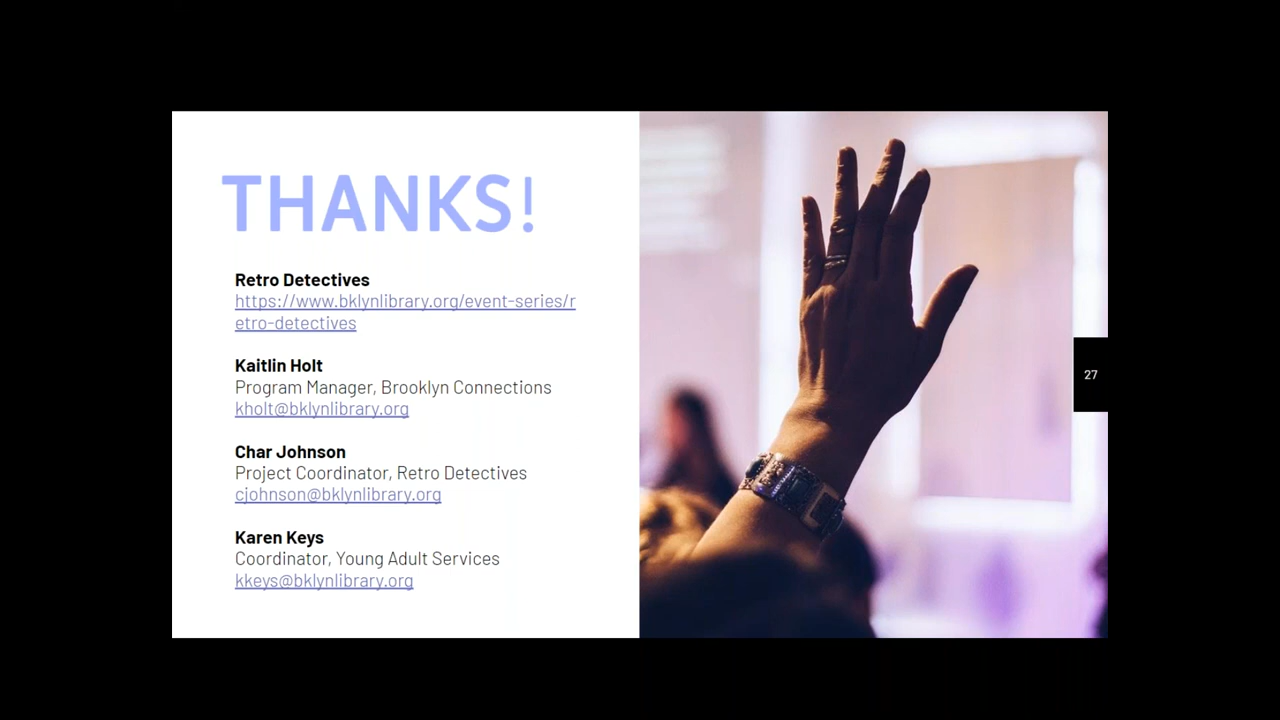 THANKS!
Retro Detectives
https://www.bklynlibrary.org/event-series/r
etro-detectives
Kaitlin Holt
Program Manager, Brooklyn Connections
kholt@bklynlibrary.org
Char Johnson
Project Coordinator, Retro Detectives
cjohnson@bklynlibrary.org
Karen Keys
Coordinator, Young Adult Services
kkeys@bklynlibrary.org
27